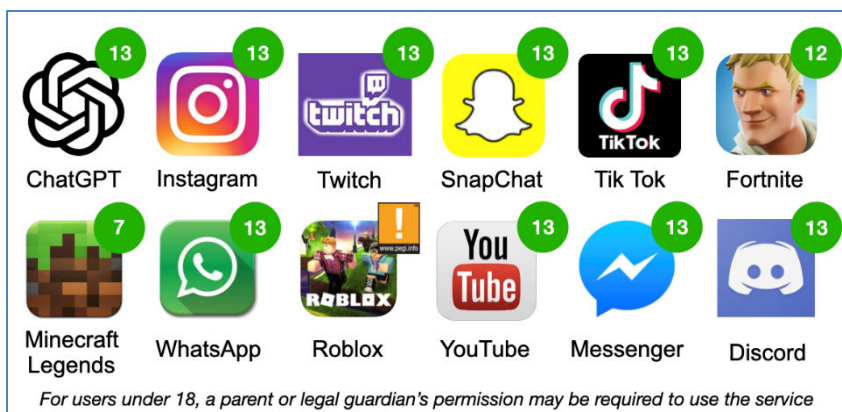 13 13 13 13 13 12
twitch
TikTok
ChatGPT Instagram Twitch SnapChat Tik Tok Fortnite
7 13 ! 13 13 13
www.pegi.info
You
Tube
ROBLOX
Minecraft
Legends WhatsApp Roblox YouTube Messenger Discord
For users under 18, a parent or legal guardian's permission may be required to use the service